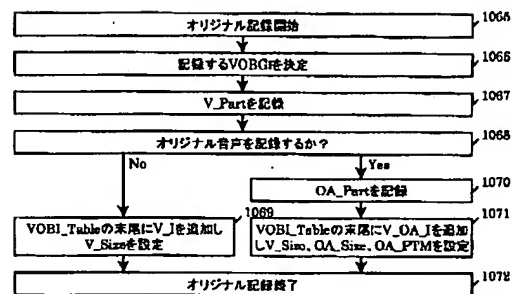 オリジナル記録開始
1065
記録するVOBGIを決定
1066
V_Partを記録
1067
オリジナル音声を記録するか?
1068
No
Yes
OA_Partを記録
1070
1069
1071
VOBI_Tableの末尾にV_Iを追加し
V_Sizeを設定
VOBI_Tableの末尾にV_OA_Iを追加
しV_Size、OA_Size、OA_PTMを設定
オリジナル記録終了
1072